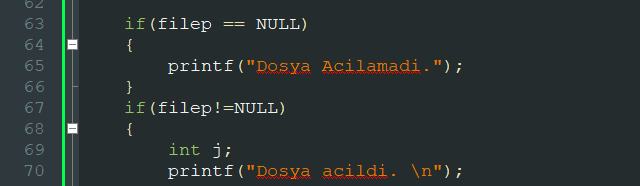 62
63 if(filep == NULL)
64 {
65 printf("Dosya Acilamadi.");
66 }
67 if(filep!=NULL)
68 {
69 int j;
70 printf("Dosya acildi. \n");